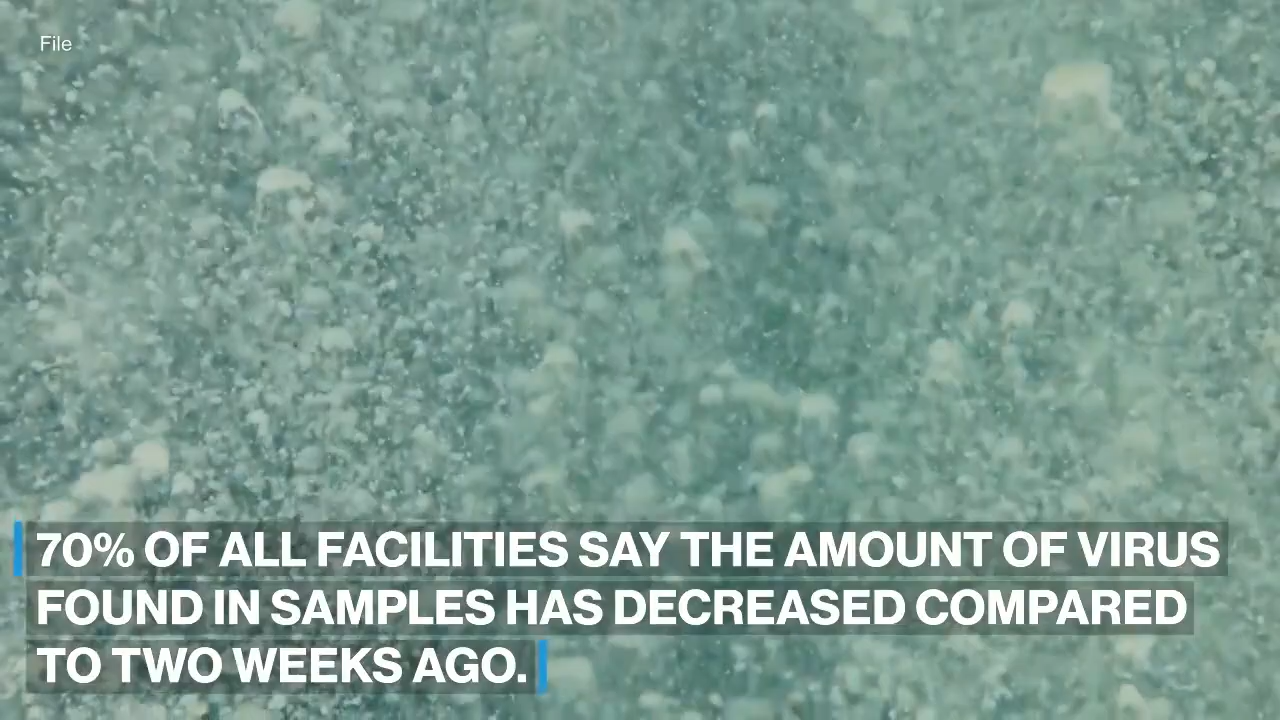 File
70% OF ALL FACILITIES SAY THE AMOUNT OF VIRUS
FOUND IN SAMPLES HAS DECREASED COMPARED
TO TWO WEEKS AGO.